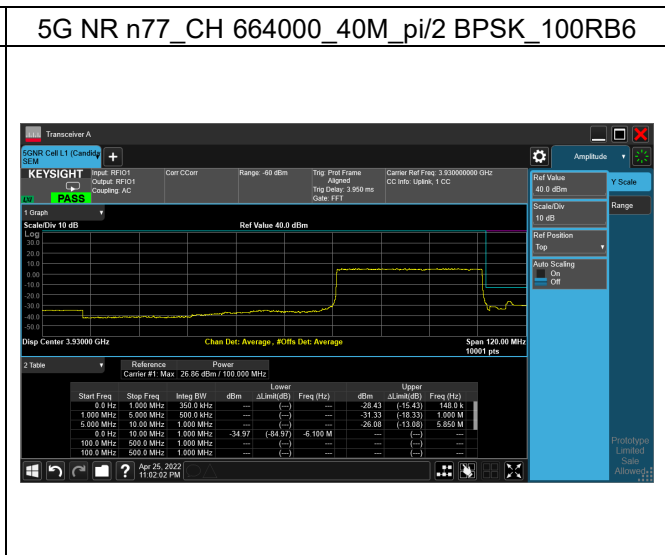 5G NR n77_CH 664000_40M_pi/2 BPSK_100RB6
Transceiver A
5GNR Cell L1 (Candida
SEM
Amplitude
KEYSIGHT
Input: RFIO1
Output: RFIO1
Coupling: AC
Corr CCorr
Range: -60 dBm
Trig: Prot Frame
Aligned
Trig Delay: 3.950 ms
Gate: FFT
Carrier Ref Freq: 3.930000000 GHz
CC Info: Uplink, 1 CC
PASS
Ref Value
40.0 dBm
Y Scale
Scale/Div
10 dB
Range
Ref Position
Top
Auto Scaling
On
Off
1 Graph
Scale/Div 10 dB
Ref Value 40.0 dBm
Log
30.0
20.0
10.0
0.00
-10.0
-20.0
-30.0
-40.0
-50.0
Disp Center 3.93000 GHz
Chan Det: Average, #Offs Det: Average
Span 120.00 MHz
10001 pts
2 Table
Reference Power
Carrier #1: Max 26.86 dBm / 100.000 MHz
Lower Upper
Start Freq Stop Freq Integ BW dBm ΔLimit(dB) Freq (Hz) dBm ΔLimit(dB) Freq (Hz)
0.0 Hz 1.000 MHz 350.0 kHz --- (---) --- -28.43 (-15.43) 148.0 k
1.000 MHz 5.000 MHz 500.0 kHz --- (---) --- -31.33 (-18.33) 1.000 M
5.000 MHz 10.00 MHz 1.000 MHz --- (---) --- -26.08 (-13.08) 5.850 M
0.0 Hz 10.00 MHz 1.000 MHz -34.97 (-84.97) -6.100 M --- (---) ---
100.0 MHz 500.0 MHz 1.000 MHz --- (---) --- --- (---) ---
100.0 MHz 500.0 MHz 1.000 MHz --- (---) --- --- (---) ---
Prototype
Limited
Sale
Allowed
Apr 25, 2022
11:02:02 PM